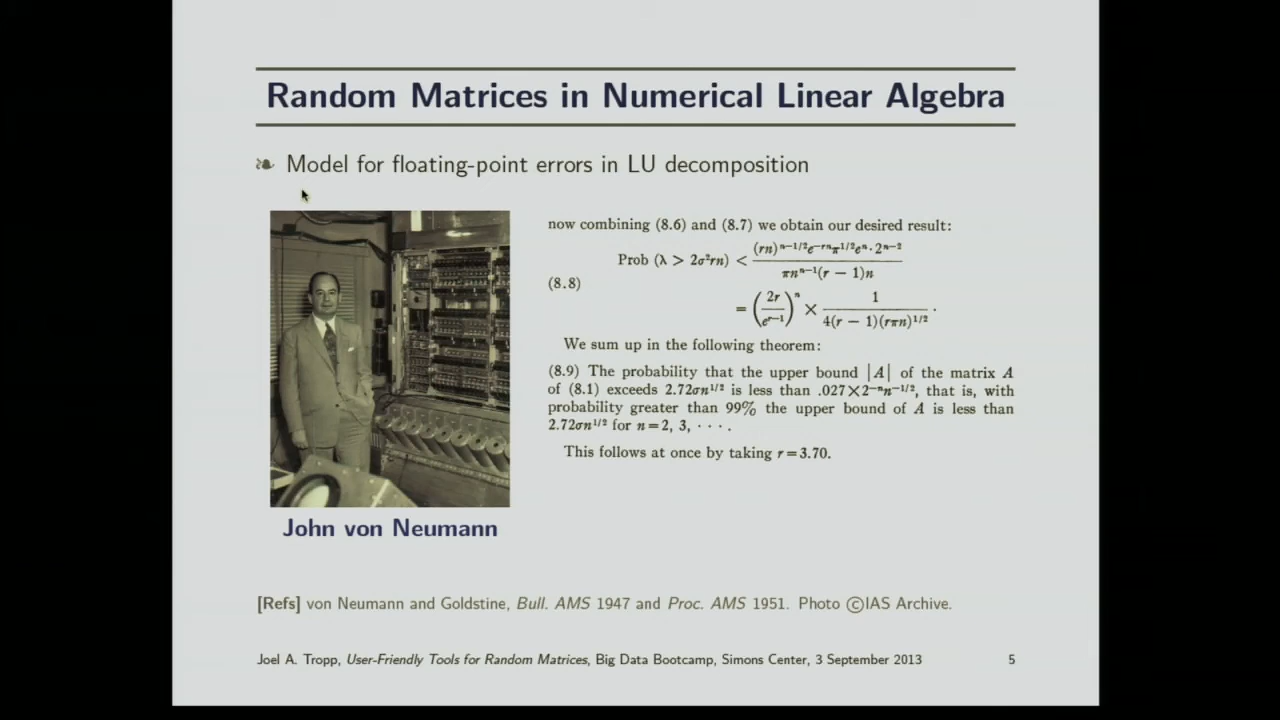 Random Matrices in Numerical Linear Algebra
❧ Model for floating-point errors in LU decomposition
now combining (8.6) and (8.7) we obtain our desired result:
Prob (λ > 2σ²rn) < (rn)^{n−1/2}e^{−rn}π^{1/2}e^{n}·2^{n−2} / πn^{n−1}(r − 1)n
(8.8)
= (2r / e^{r−1})^n × 1 / 4(r − 1)(rπn)^{1/2} .
We sum up in the following theorem:
(8.9) The probability that the upper bound |A| of the matrix A
of (8.1) exceeds 2.72σn^{1/2} is less than .027×2^{−n}n^{−1/2}, that is, with
probability greater than 99% the upper bound of A is less than
2.72σn^{1/2} for n=2, 3, · · · .
This follows at once by taking r=3.70.
John von Neumann
[Refs] von Neumann and Goldstine, Bull. AMS 1947 and Proc. AMS 1951. Photo ©IAS Archive.
Joel A. Tropp, User-Friendly Tools for Random Matrices, Big Data Bootcamp, Simons Center, 3 September 2013 5